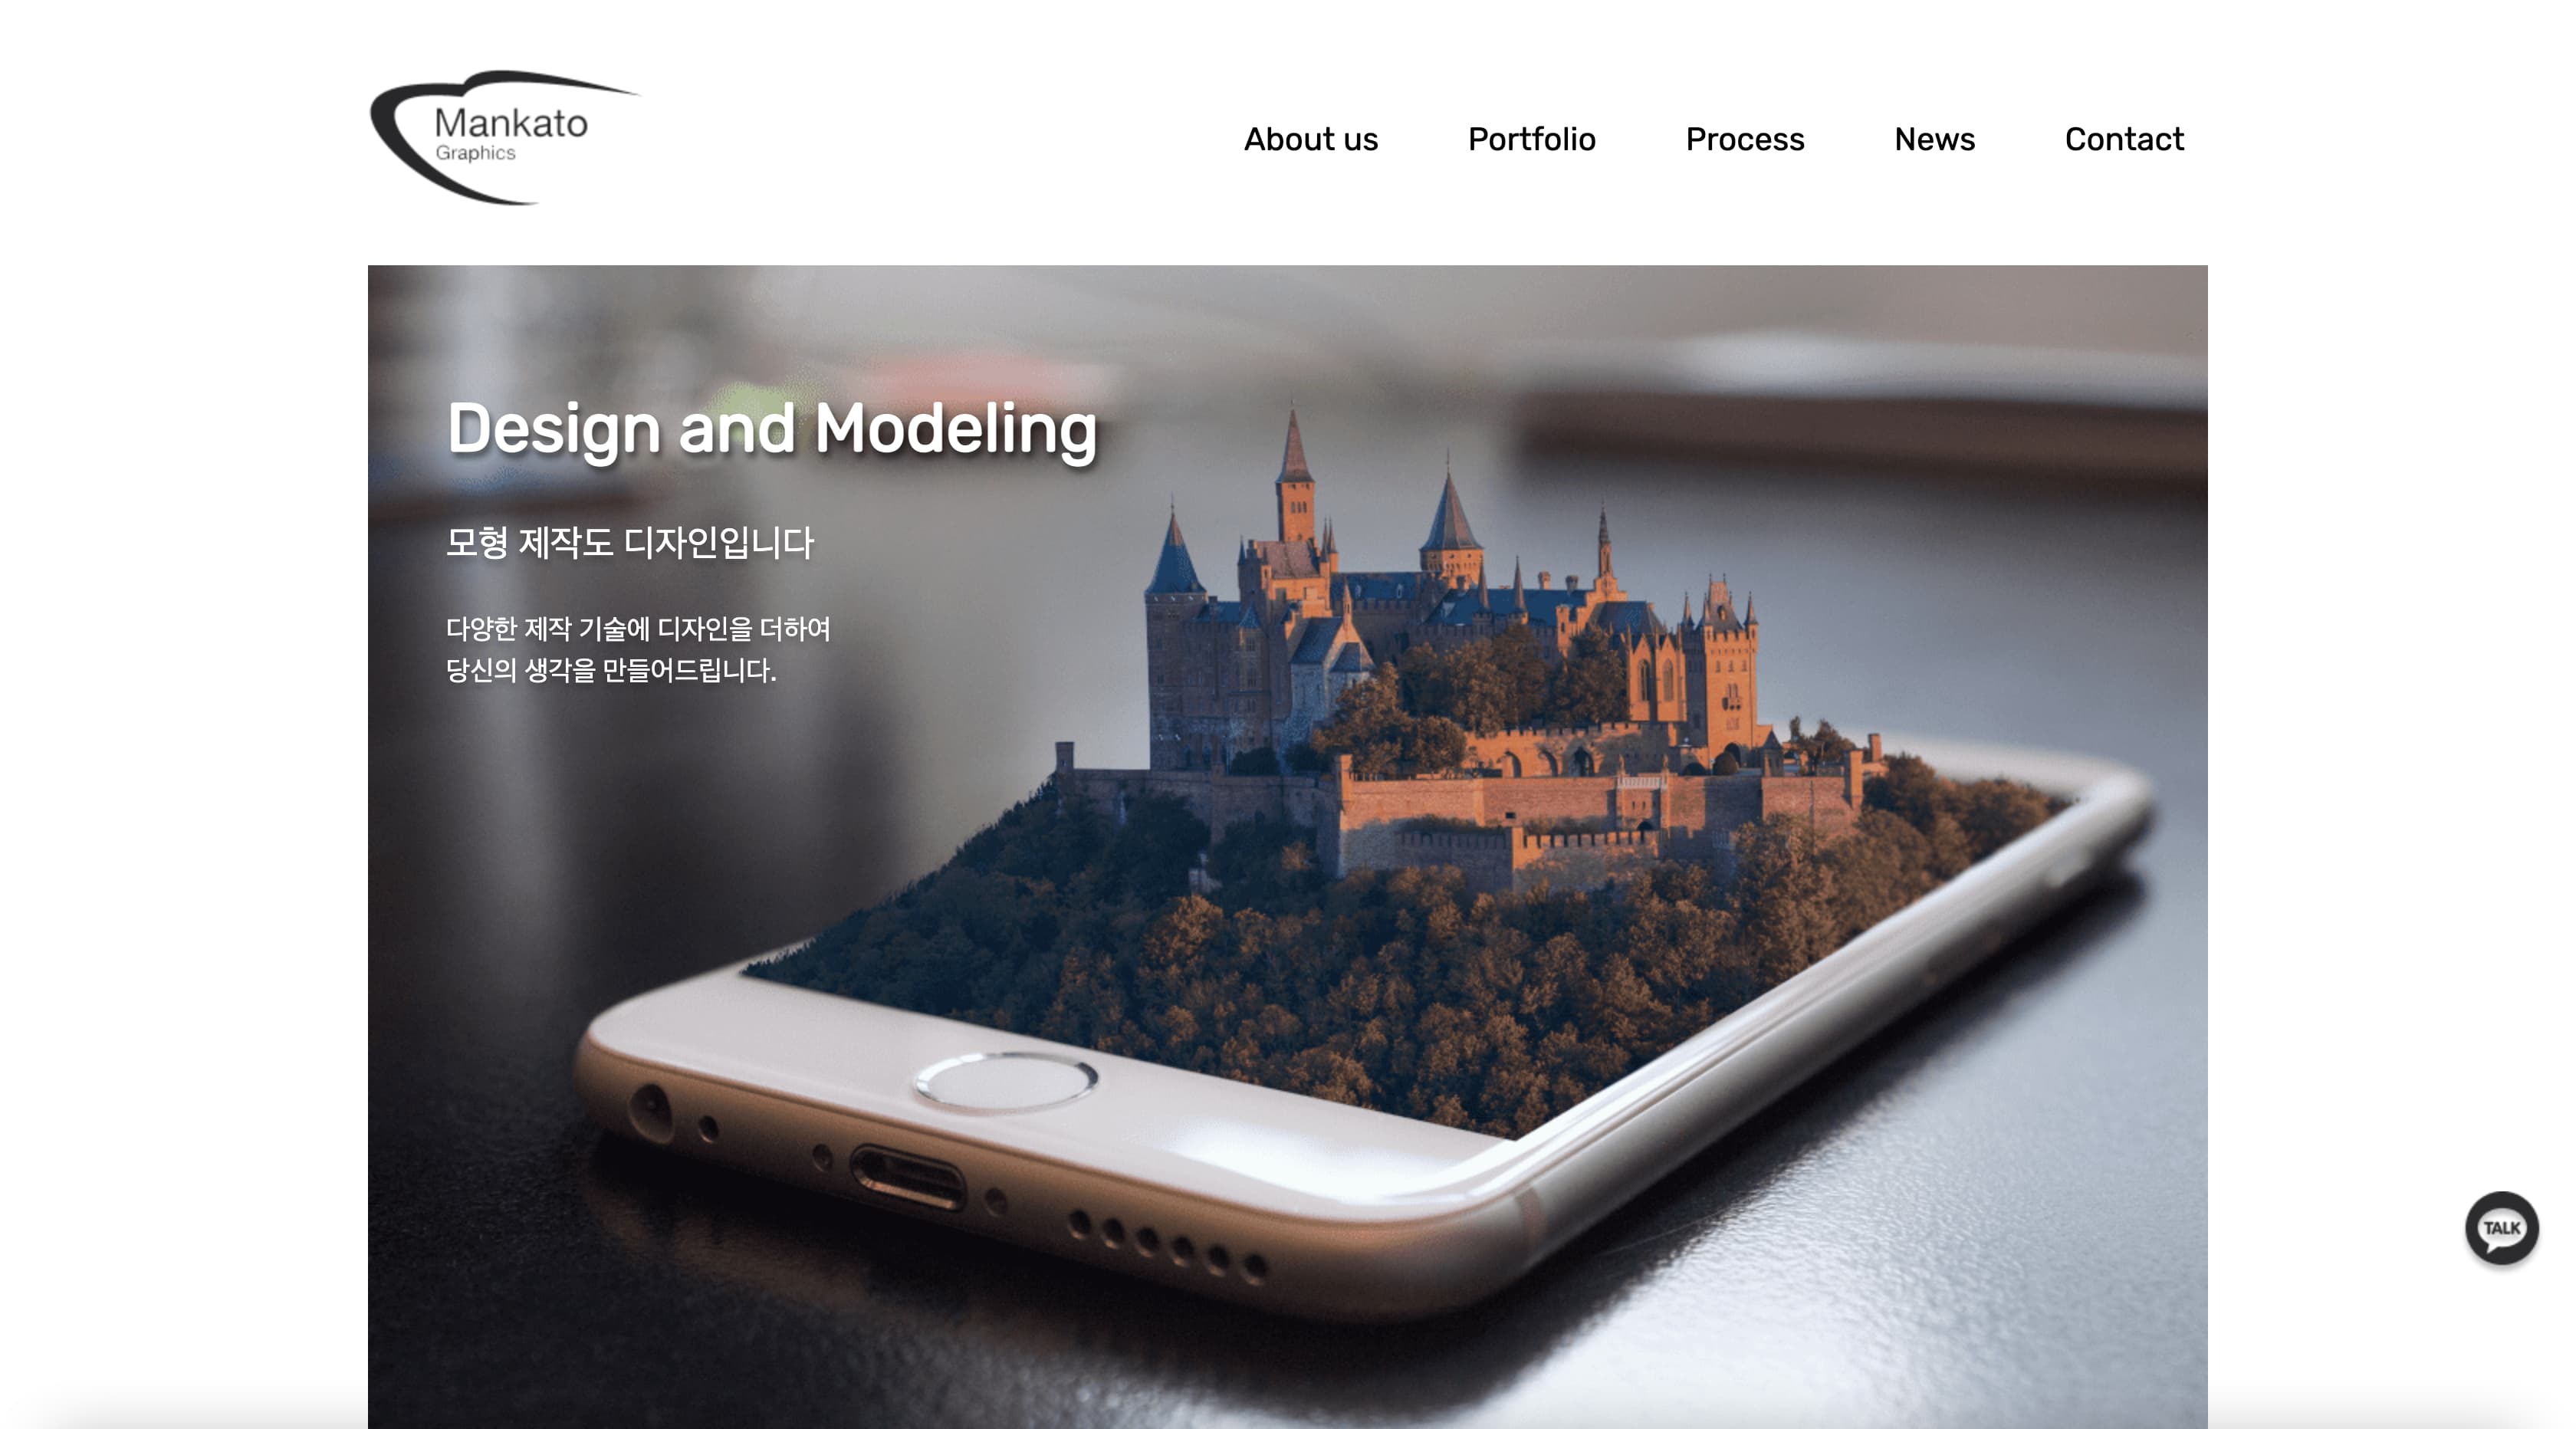 Mankato
Graphics
About us
Portfolio
Process
News
Contact
Design and Modeling
모형 제작도 디자인입니다
다양한 제작 기술에 디자인을 더하여
당신의 생각을 만들어드립니다.
TALK